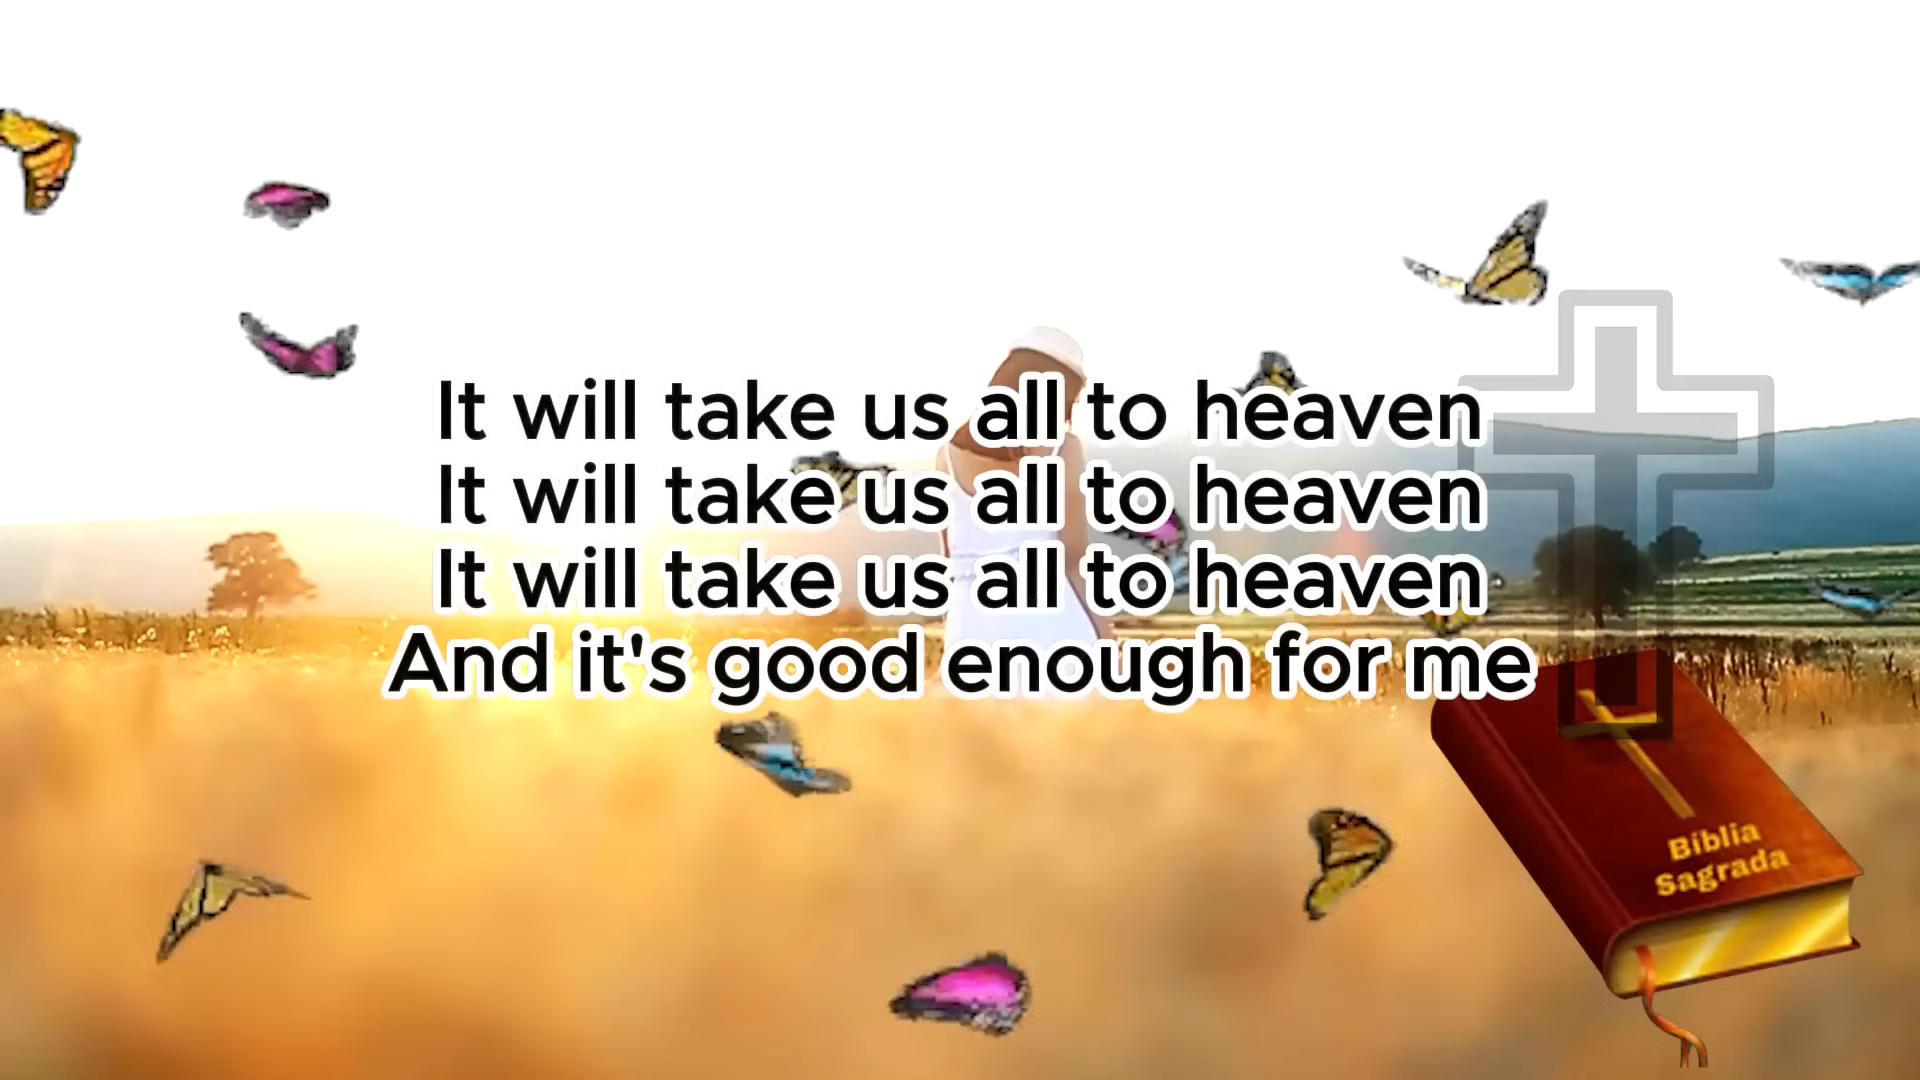 It will take us all to heaven
It will take us all to heaven
It will take us all to heaven
And it's good enough for me
Bíblia
Sagrada